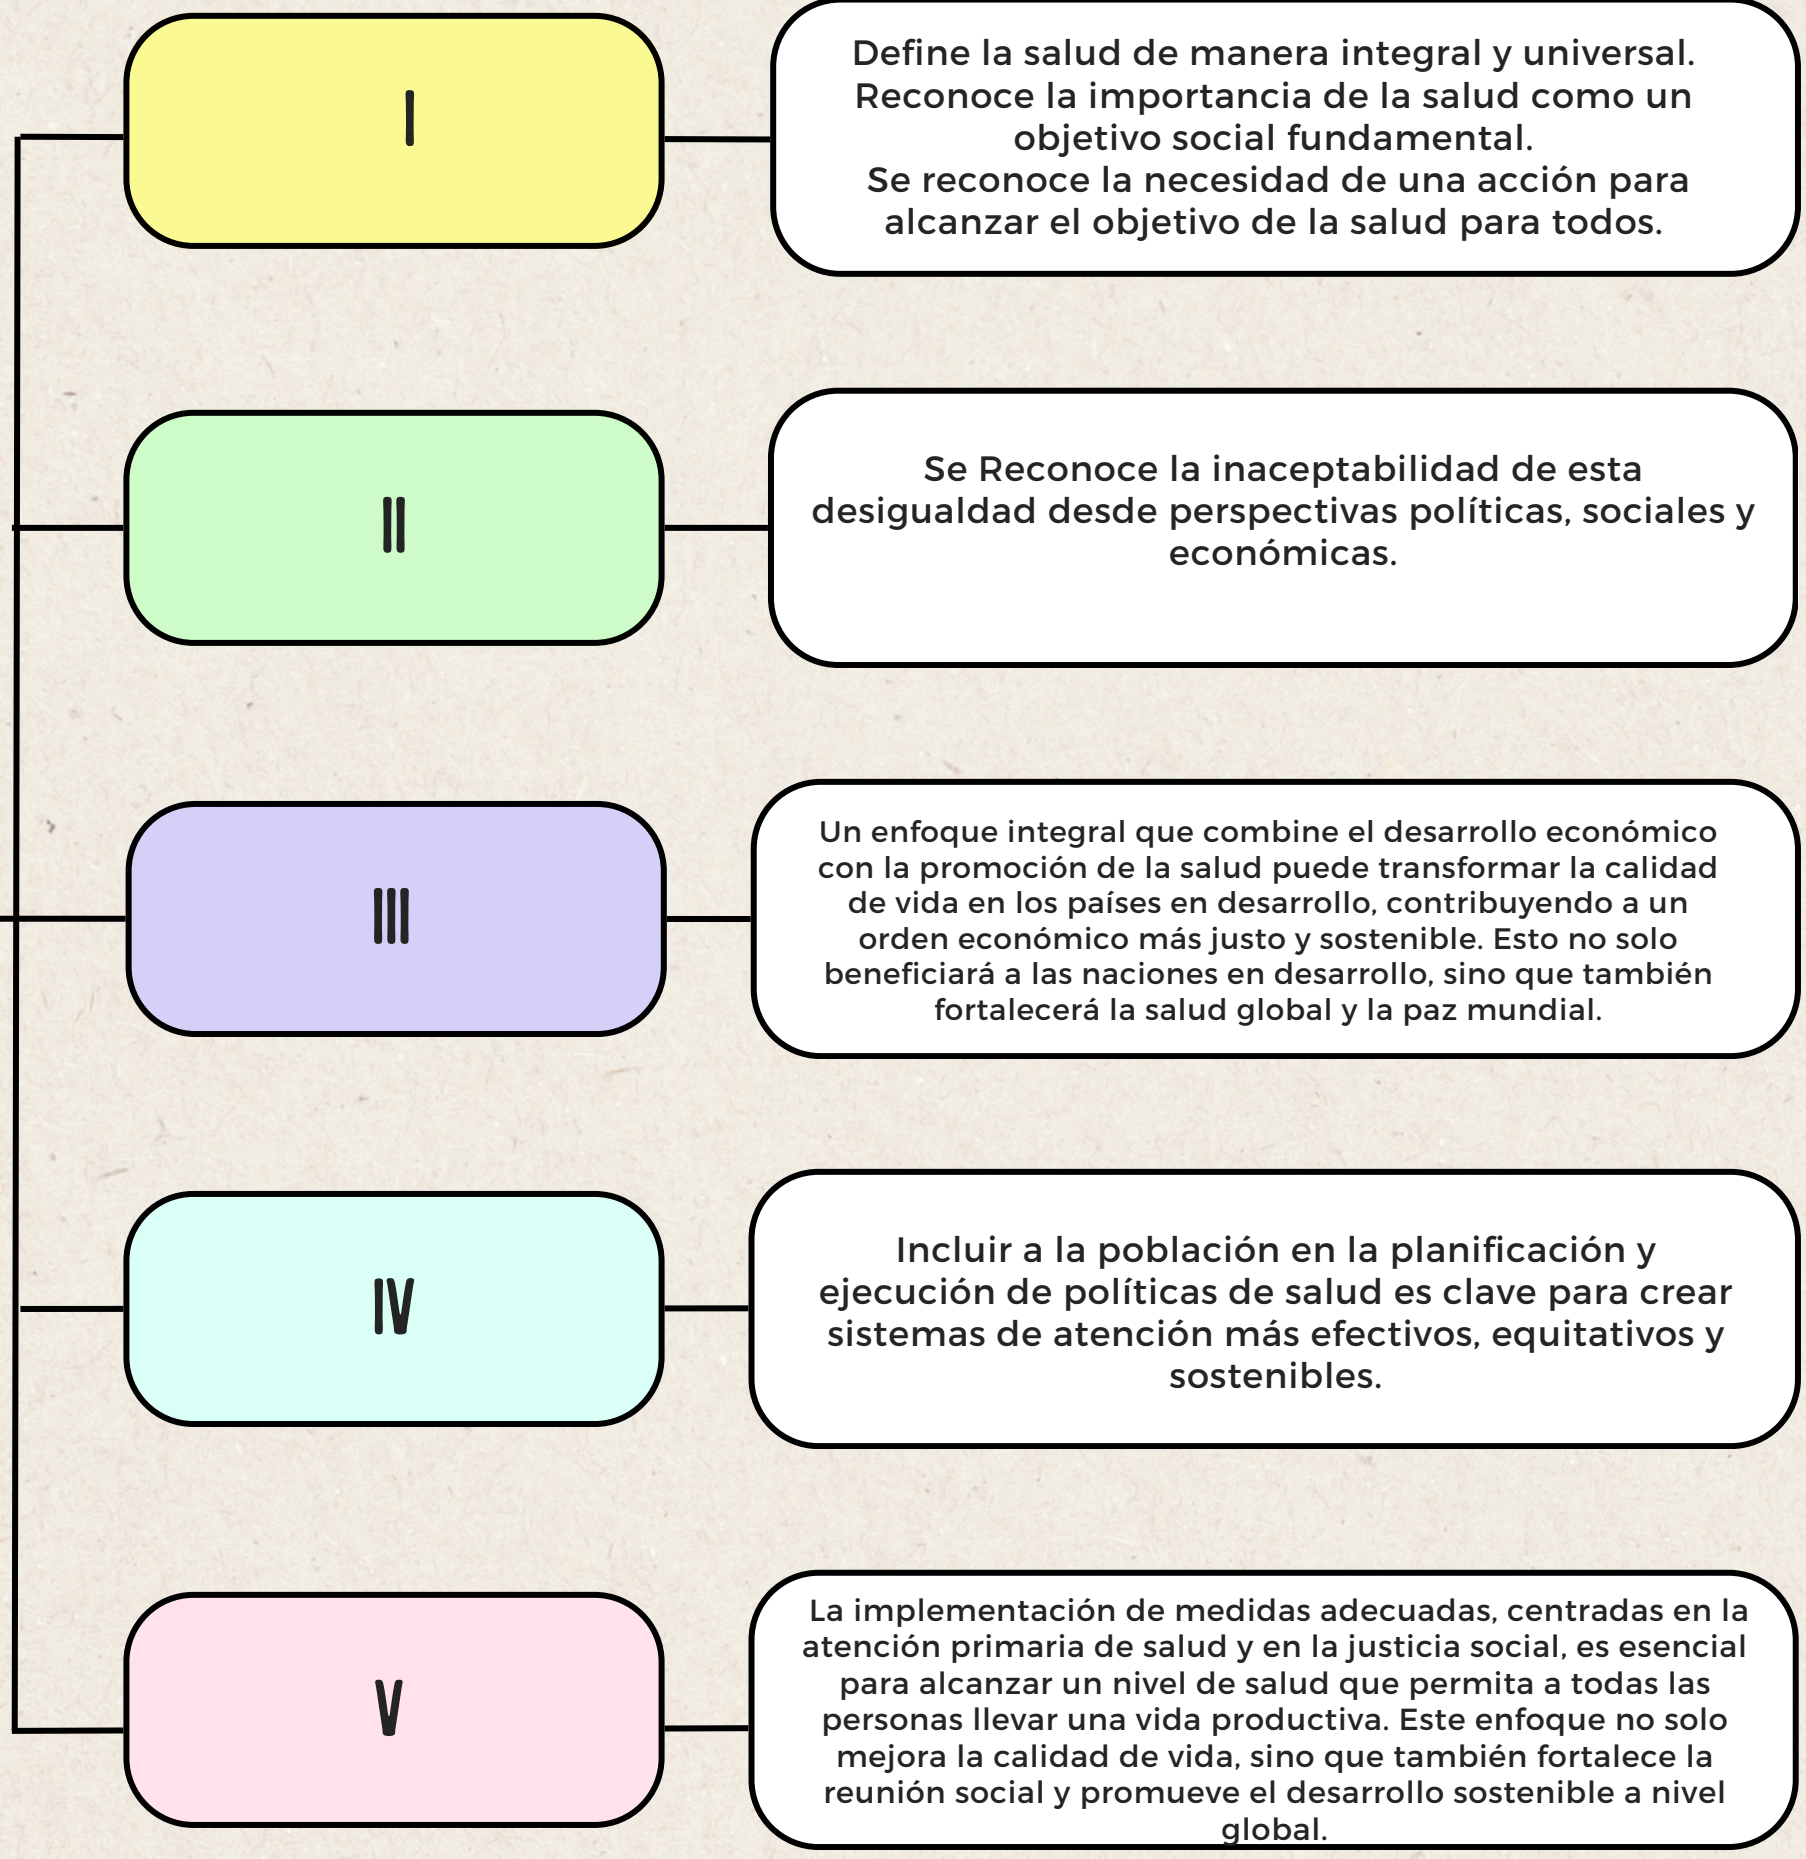 I
Define la salud de manera integral y universal.
Reconoce la importancia de la salud como un
objetivo social fundamental.
Se reconoce la necesidad de una acción para
alcanzar el objetivo de la salud para todos.
II
Se Reconoce la inaceptabilidad de esta
desigualdad desde perspectivas políticas, sociales y
económicas.
III
Un enfoque integral que combine el desarrollo económico
con la promoción de la salud puede transformar la calidad
de vida en los países en desarrollo, contribuyendo a un
orden económico más justo y sostenible. Esto no solo
beneficiará a las naciones en desarrollo, sino que también
fortalecerá la salud global y la paz mundial.
IV
Incluir a la población en la planificación y
ejecución de políticas de salud es clave para crear
sistemas de atención más efectivos, equitativos y
sostenibles.
V
La implementación de medidas adecuadas, centradas en la
atención primaria de salud y en la justicia social, es esencial
para alcanzar un nivel de salud que permita a todas las
personas llevar una vida productiva. Este enfoque no solo
mejora la calidad de vida, sino que también fortalece la
reunión social y promueve el desarrollo sostenible a nivel
global.